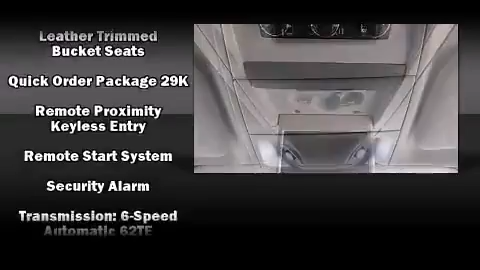 Leather Trimmed
Bucket Seats
Quick Order Package 29K
Remote Proximity
Keyless Entry
Remote Start System
Security Alarm
Transmission: 6-Speed
Automatic 62TE